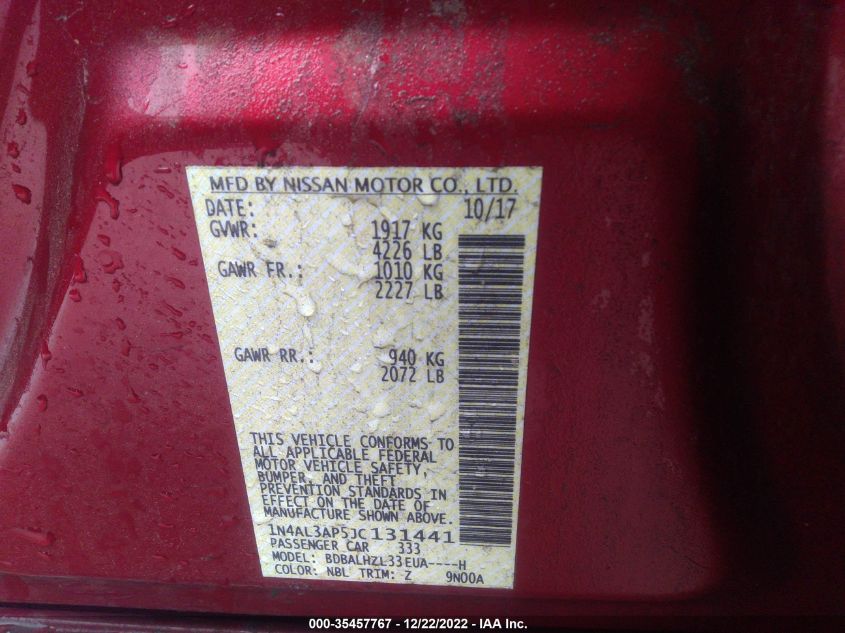 MFD BY NISSAN MOTOR CO., LTD.
DATE: 10/17
GVWR: 1917 KG
4226 LB
GAWR FR.: 1010 KG
2227 LB
GAWR RR.: 940 KG
2072 LB
THIS VEHICLE CONFORMS TO
ALL APPLICABLE FEDERAL
MOTOR VEHICLE SAFETY,
BUMPER, AND THEFT
PREVENTION STANDARDS IN
EFFECT ON THE DATE OF
MANUFACTURE SHOWN ABOVE.
1N4AL3AP5JC131441
PASSENGER CAR 333
MODEL: BDBALHZL33EUA----H
COLOR: NBL TRIM: Z 9N00A
000-35457767 - 12/22/2022 - IAA Inc.